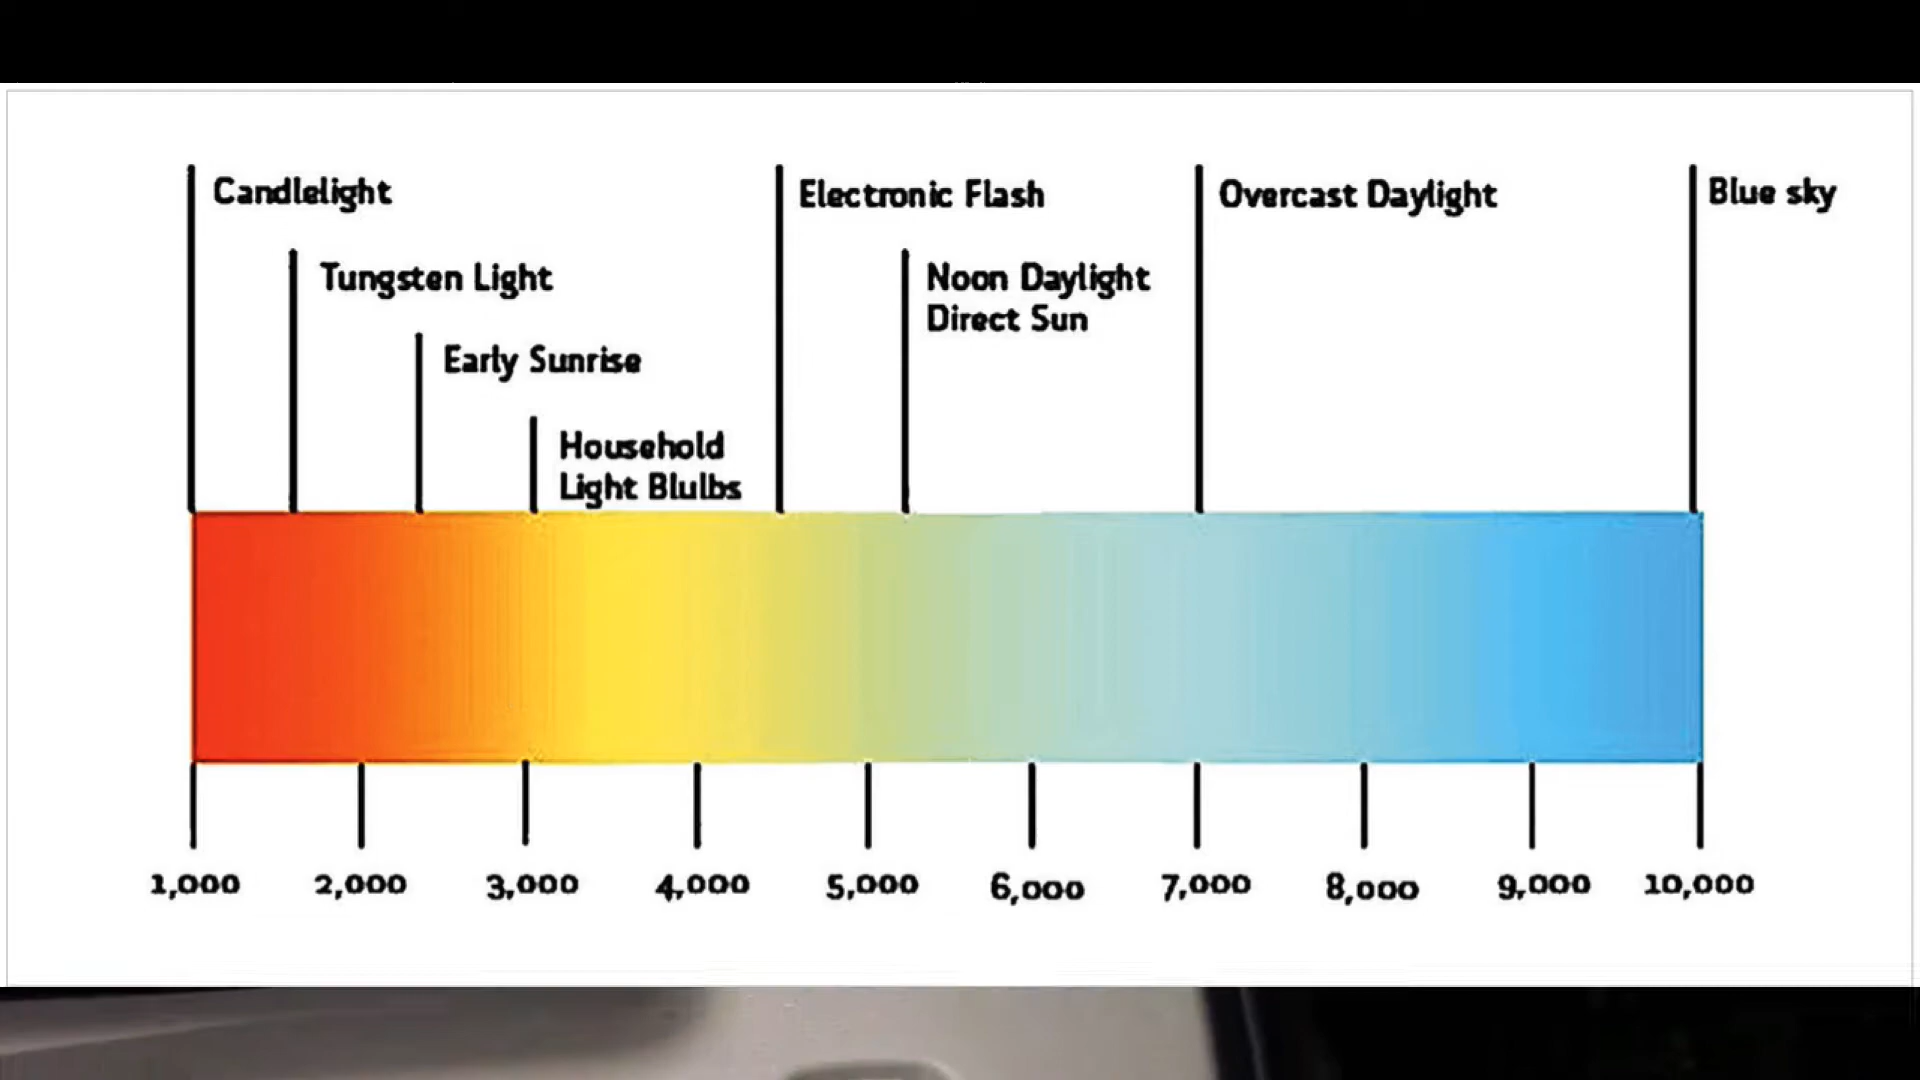 Candlelight
Electronic Flash
Overcast Daylight
Blue sky
Tungsten Light
Noon Daylight
Direct Sun
Early Sunrise
Household
Light Blulbs
1,000
2,000
3,000
4,000
5,000
6,000
7,000
8,000
9,000
10,000